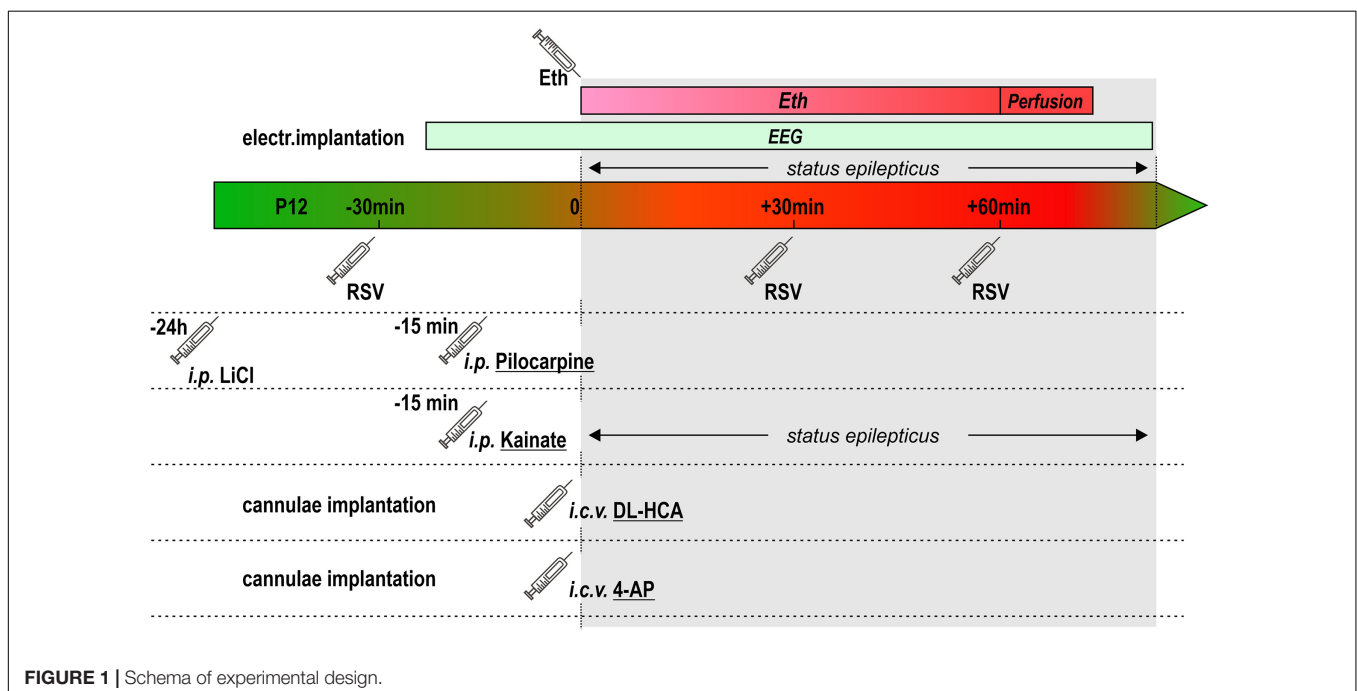 Eth
Eth Perfusion
electr.implantation EEG
status epilepticus
P12 -30min 0 +30min +60min
RSV RSV RSV
-24h -15 min
i.p. LiCl i.p. Pilocarpine
-15 min
i.p. Kainate status epilepticus
cannulae implantation i.c.v. DL-HCA
cannulae implantation i.c.v. 4-AP
FIGURE 1 | Schema of experimental design.